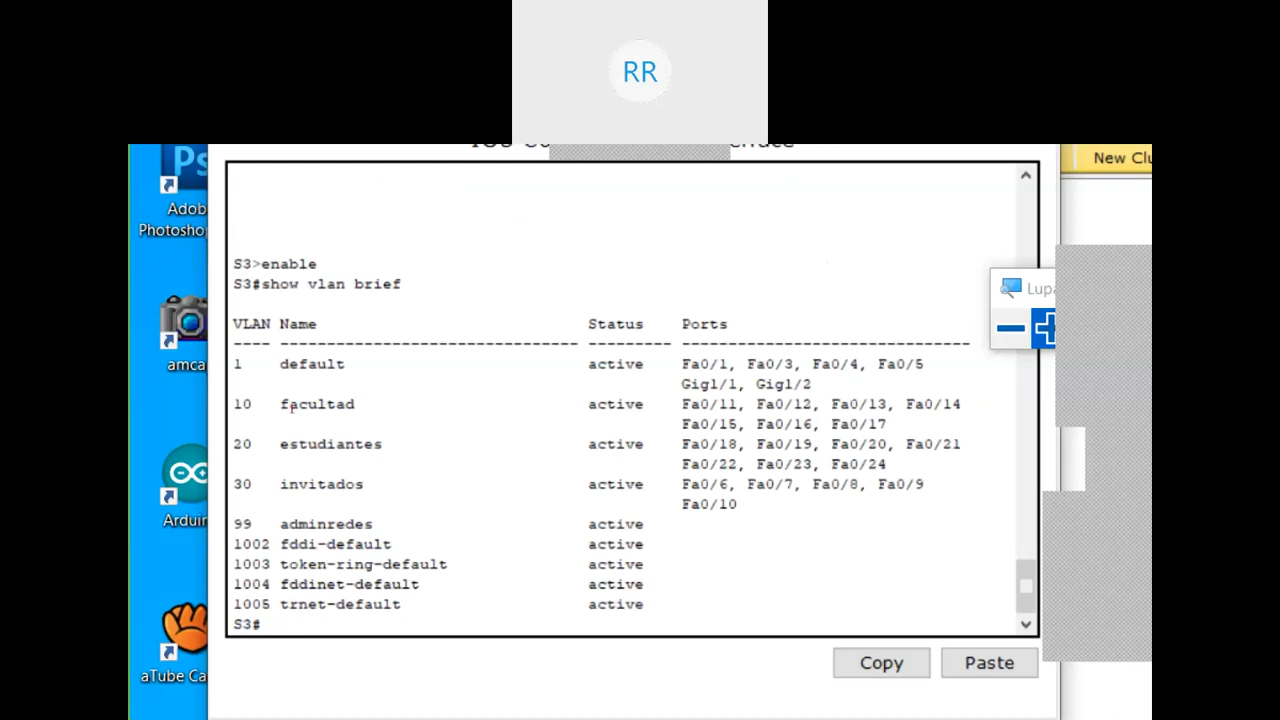 RR
New Clu
Ps
Adob
Photoshop
S3>enable
S3#show vlan brief
Lupa
VLAN Name Status Ports
---- -------------------------------- --------- -------------------------------
1 default active Fa0/1, Fa0/3, Fa0/4, Fa0/5
Gig1/1, Gig1/2
amca
10 facultad active Fa0/11, Fa0/12, Fa0/13, Fa0/14
Fa0/15, Fa0/16, Fa0/17
20 estudiantes active Fa0/18, Fa0/19, Fa0/20, Fa0/21
Fa0/22, Fa0/23, Fa0/24
30 invitados active Fa0/6, Fa0/7, Fa0/8, Fa0/9
Fa0/10
Arduin
99 adminredes active
1002 fddi-default active
1003 token-ring-default active
1004 fddinet-default active
1005 trnet-default active
S3#
Copy Paste
aTube Ca